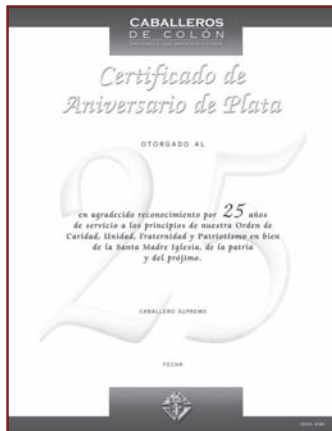 CABALLEROS
DE COLÓN
Certificado de
Aniversario de Plata
OTORGADO AL
25
en agradecido reconocimiento por 25 años
de servicio a los principios de nuestra Orden de
Caridad, Unidad, Fraternidad y Patriotismo en bien
de la Santa Madre Iglesia, de la patria
y del prójimo.
CABALLERO SUPREMO
FECHA